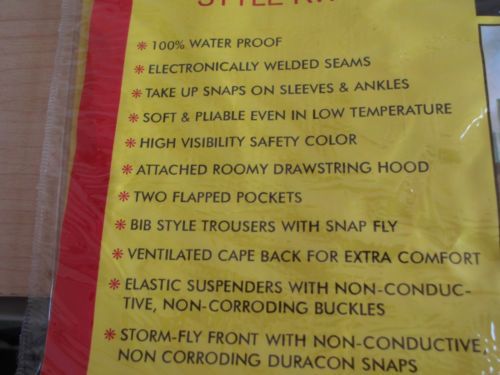 STYLE
* 100% WATER PROOF
* ELECTRONICALLY WELDED SEAMS
* TAKE UP SNAPS ON SLEEVES & ANKLES
* SOFT & PLIABLE EVEN IN LOW TEMPERATURE
* HIGH VISIBILITY SAFETY COLOR
* ATTACHED ROOMY DRAWSTRING HOOD
* TWO FLAPPED POCKETS
* BIB STYLE TROUSERS WITH SNAP FLY
* VENTILATED CAPE BACK FOR EXTRA COMFORT
* ELASTIC SUSPENDERS WITH NON-CONDUC-
TIVE, NON-CORRODING BUCKLES
* STORM-FLY FRONT WITH NON-CONDUCTIVE,
NON CORRODING DURACON SNAPS